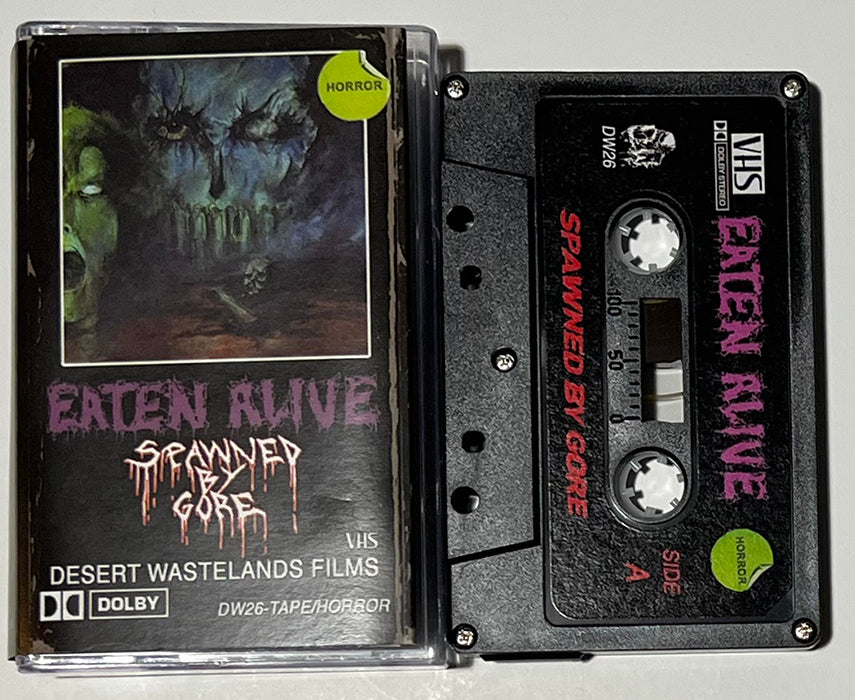 HORROR
EATEN ALIVE
SPAWNED
BY
GORE
VHS
DESERT WASTELANDS FILMS
DOLBY
DW26-TAPE/HORROR
VHS
DOLBY STEREO
EATEN ALIVE
HORROR
DW26
SPAWNED BY GORE
100 50 0
SIDE
A